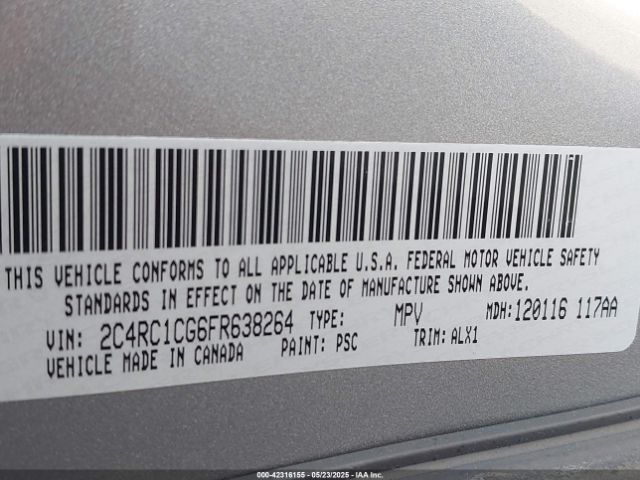 THIS VEHICLE CONFORMS TO ALL APPLICABLE U.S.A. FEDERAL MOTOR VEHICLE SAFETY
STANDARDS IN EFFECT ON THE DATE OF MANUFACTURE SHOWN ABOVE.
VIN: 2C4RC1CG6FR638264 TYPE: MPV MDH:120116 117AA
VEHICLE MADE IN CANADA PAINT: PSC TRIM: ALX1
000-42316155 - 05/23/2025 - IAA Inc.